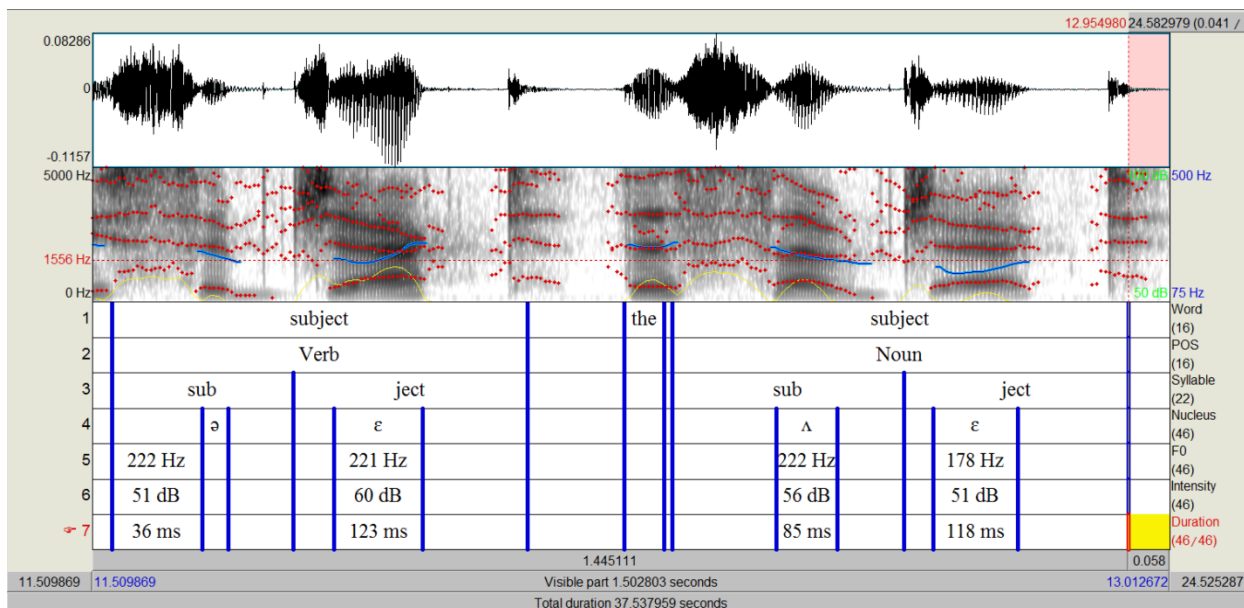 12.954980 24.582979 (0.041 /
0.08286
0
-0.1157
5000 Hz 500 Hz
1556 Hz
0 Hz 50 dB 75 Hz
1 subject the subject Word (16)
2 Verb Noun POS (16)
3 sub ject sub ject Syllable (22)
4 ə ɛ ʌ ɛ Nucleus (46)
5 222 Hz 221 Hz 222 Hz 178 Hz F0 (46)
6 51 dB 60 dB 56 dB 51 dB Intensity (46)
7 36 ms 123 ms 85 ms 118 ms Duration (46/46)
1.445111 0.058
11.509869 11.509869 Visible part 1.502803 seconds 13.012672 24.525287
Total duration 37.537959 seconds